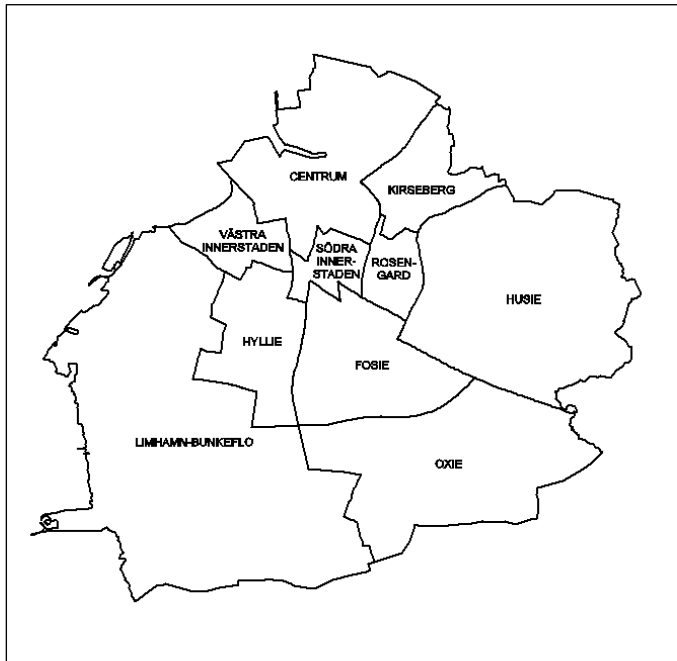 CENTRUM
KIRSEBERG
VÄSTRA
INNERSTADEN
SÖDRA
INNER-
STADEN
ROSEN-
GARD
HUSIE
HYLLIE
FOSIE
LIMHAMN-BUNKEFLO
OXIE